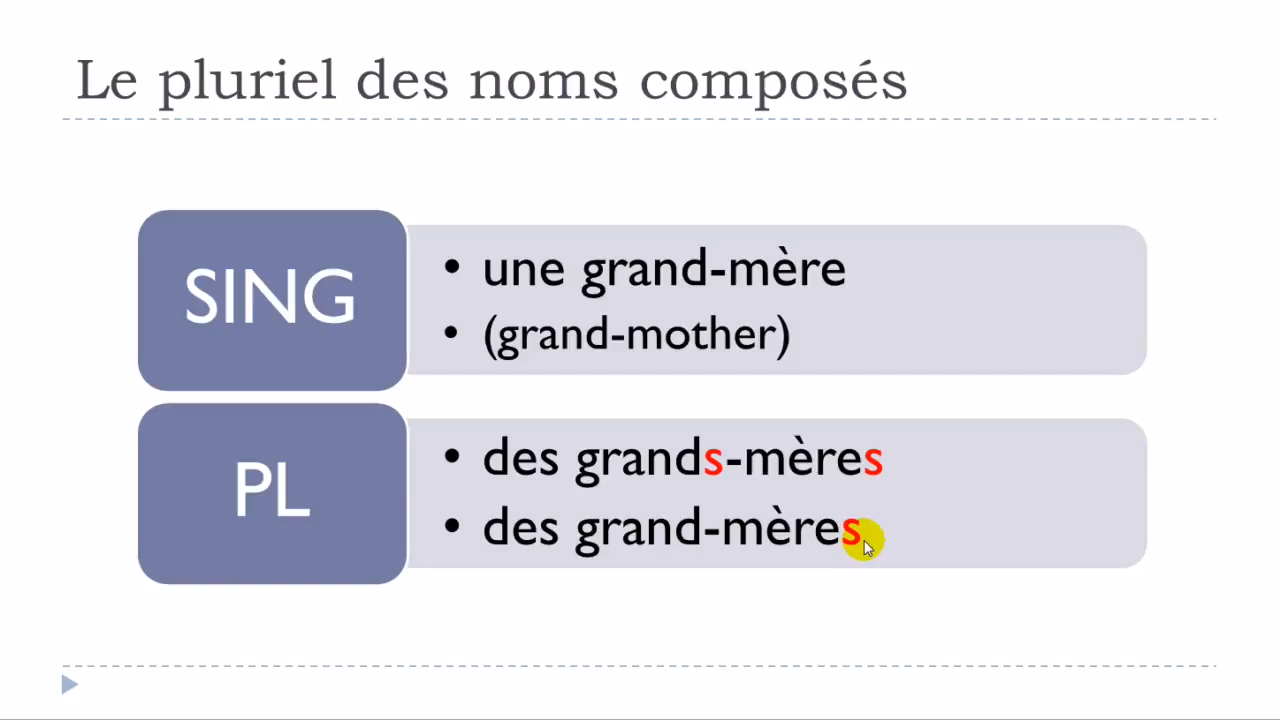 Le pluriel des noms composés
SING
• une grand-mère
• (grand-mother)
PL
• des grands-mères
• des grand-mères